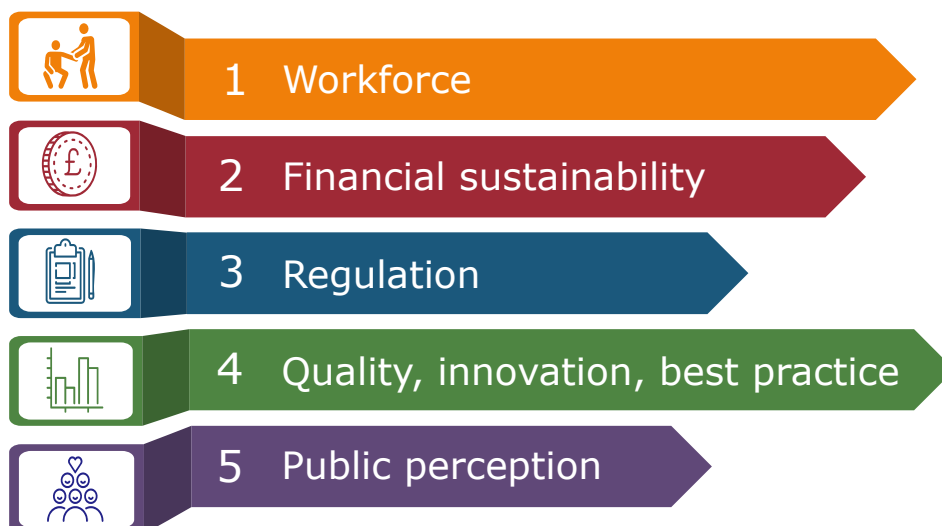 1 Workforce
£
2 Financial sustainability
3 Regulation
4 Quality, innovation, best practice
5 Public perception